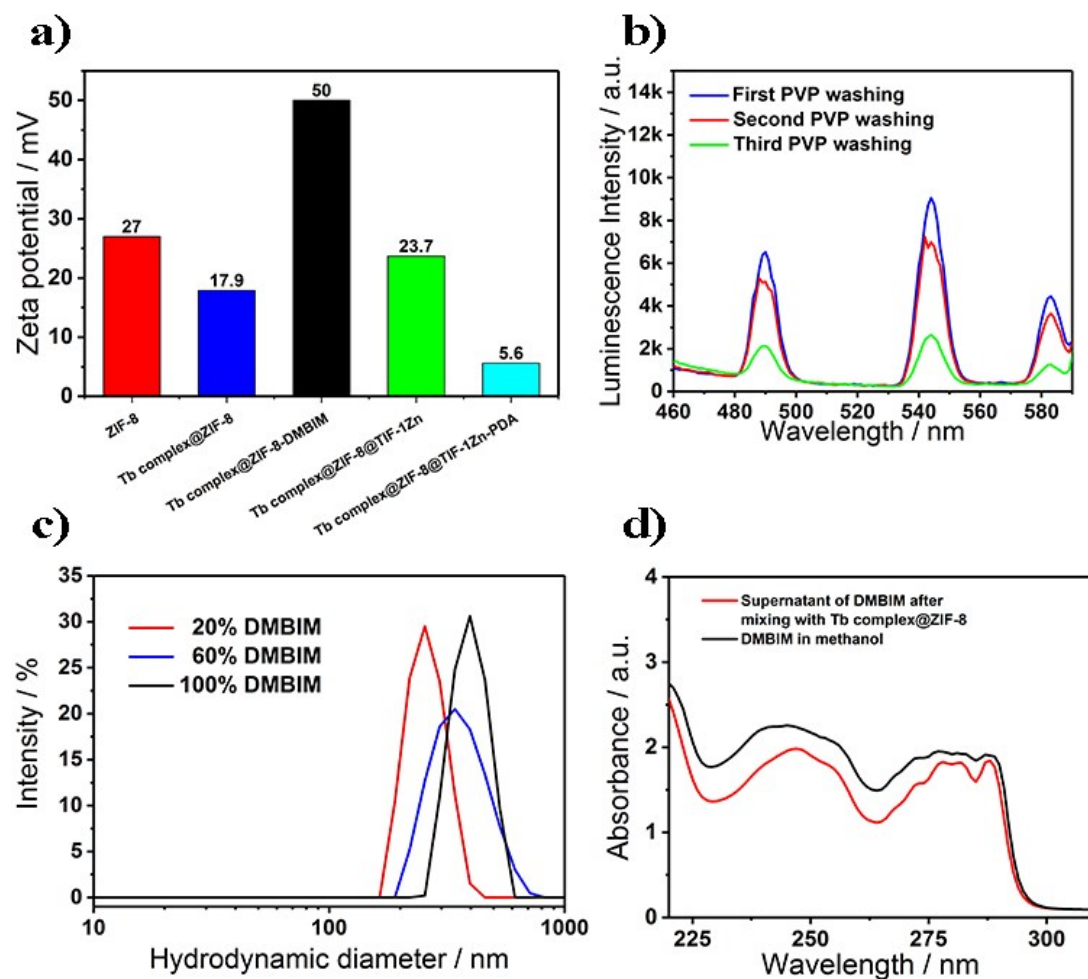 a)
Zeta potential / mV
50
40
30
20
10
0
27
17.9
50
23.7
5.6
ZIF-8
Tb complex@ZIF-8
Tb complex@ZIF-8-DMBIM
Tb complex@ZIF-8@TIF-1Zn
Tb complex@ZIF-8@TIF-1Zn-PDA
b)
Luminescence Intensity / a.u.
14k
12k
10k
8k
6k
4k
2k
0
First PVP washing
Second PVP washing
Third PVP washing
460 480 500 520 540 560 580
Wavelength / nm
c)
Intensity / %
35
30
25
20
15
10
5
0
20% DMBIM
60% DMBIM
100% DMBIM
10 100 1000
Hydrodynamic diameter / nm
d)
Absorbance / a.u.
4
3
2
1
0
Supernatant of DMBIM after
mixing with Tb complex@ZIF-8
DMBIM in methanol
225 250 275 300
Wavelength / nm